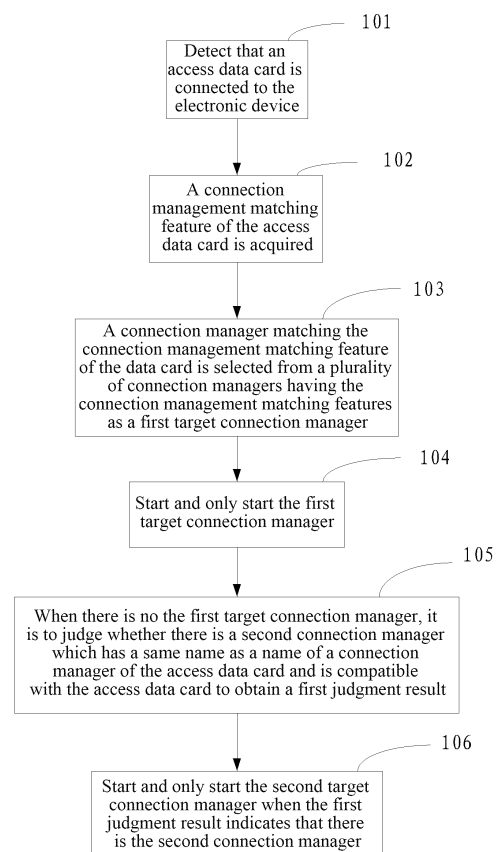 101
Detect that an
access data card is
connected to the
electronic device
102
A connection
management matching
feature of the access
data card is acquired
103
A connection manager matching the
connection management matching feature
of the data card is selected from a plurality
of connection managers having the
connection management matching features
as a first target connection manager
104
Start and only start the first
target connection manager
105
When there is no the first target connection manager, it
is to judge whether there is a second connection manager
which has a same name as a name of a connection
manager of the access data card and is compatible
with the access data card to obtain a first judgment result
106
Start and only start the second target
connection manager when the first
judgment result indicates that there
is the second connection manager